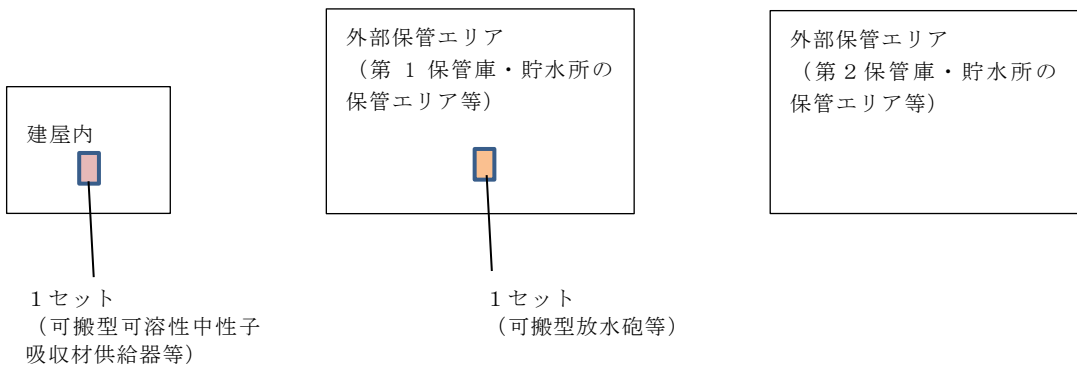 建屋内
外部保管エリア
（第 1 保管庫・貯水所の
保管エリア等）
外部保管エリア
（第２保管庫・貯水所の
保管エリア等）
１セット
（可搬型可溶性中性子
吸収材供給器等）
１セット
（可搬型放水砲等）